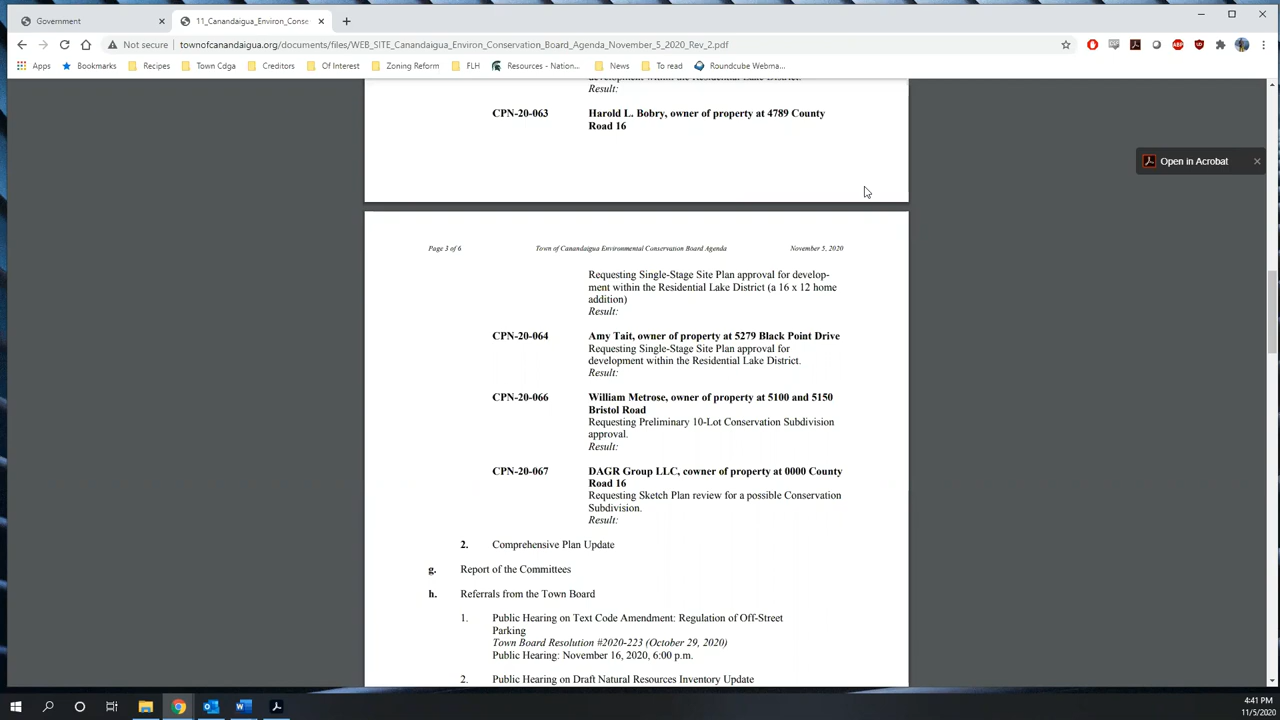 Government
11_Canandaigua_Environ_Conse
Not secure
townofcanandaigua.org/documents/files/WEB_SITE_Canandaigua_Environ_Conservation_Board_Agenda_November_5_2020_Rev_2.pdf
Apps Bookmarks Recipes Town Cdga Creditors Of Interest Zoning Reform FLH Resources - Nation... News To read Roundcube Webma...
development within the Residential Lake District.
Result:
CPN-20-063 Harold L. Bobry, owner of property at 4789 County
Road 16
Open in Acrobat
Page 3 of 6 Town of Canandaigua Environmental Conservation Board Agenda November 5, 2020
Requesting Single-Stage Site Plan approval for develop-
ment within the Residential Lake District (a 16 x 12 home
addition)
Result:
CPN-20-064 Amy Tait, owner of property at 5279 Black Point Drive
Requesting Single-Stage Site Plan approval for
development within the Residential Lake District.
Result:
CPN-20-066 William Metrose, owner of property at 5100 and 5150
Bristol Road
Requesting Preliminary 10-Lot Conservation Subdivision
approval.
Result:
CPN-20-067 DAGR Group LLC, cowner of property at 0000 County
Road 16
Requesting Sketch Plan review for a possible Conservation
Subdivision.
Result:
2. Comprehensive Plan Update
g. Report of the Committees
h. Referrals from the Town Board
1. Public Hearing on Text Code Amendment: Regulation of Off-Street
Parking
Town Board Resolution #2020-223 (October 29, 2020)
Public Hearing: November 16, 2020, 6:00 p.m.
2. Public Hearing on Draft Natural Resources Inventory Update
4:41 PM
11/5/2020